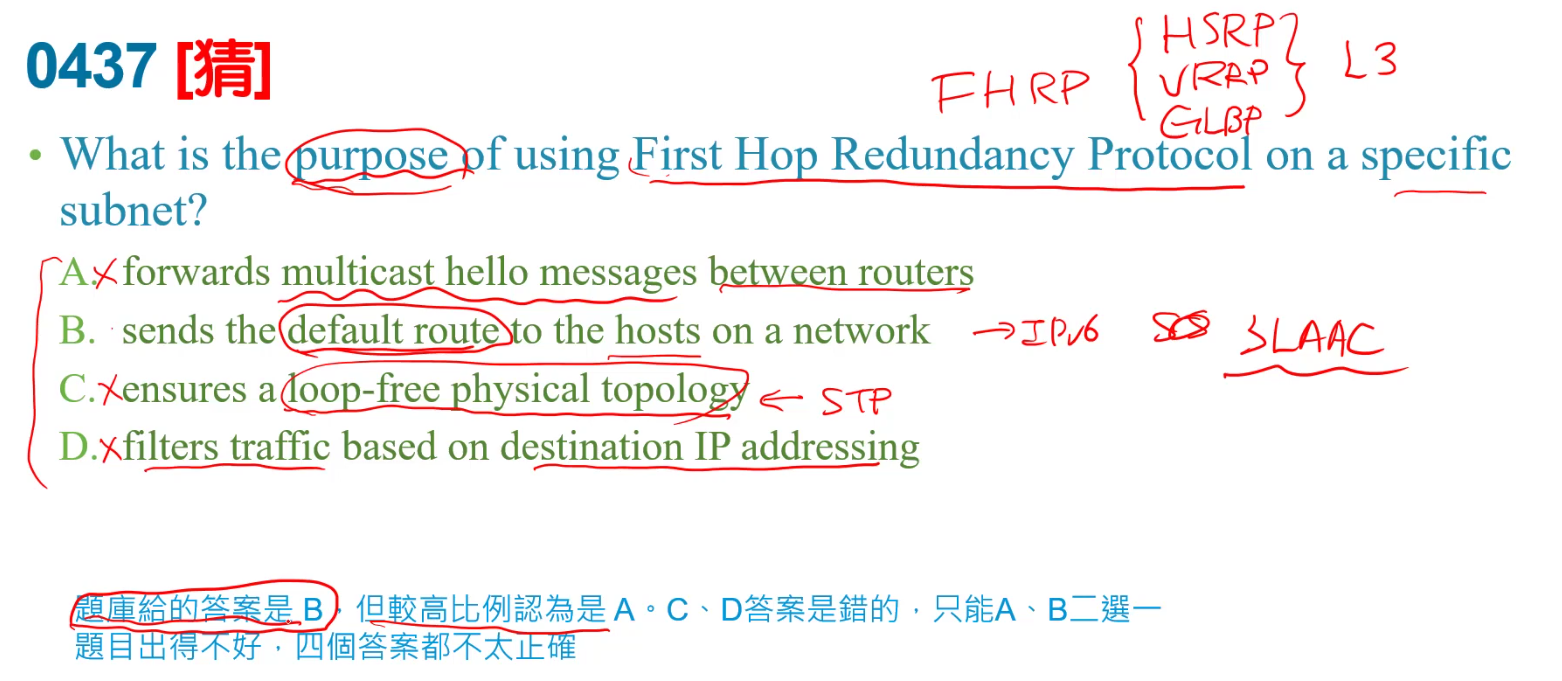 0437 [猜]
FHRP { HSRP VRRP GLBP } L3
• What is the purpose of using First Hop Redundancy Protocol on a specific
subnet?
A. forwards multicast hello messages between routers
B. sends the default route to the hosts on a network → IPv6 SLAAC
C. ensures a loop-free physical topology ← STP
D. filters traffic based on destination IP addressing
題庫給的答案是 B，但較高比例認為是 A。C、D答案是錯的，只能A、B二選一
題目出得不好，四個答案都不太正確